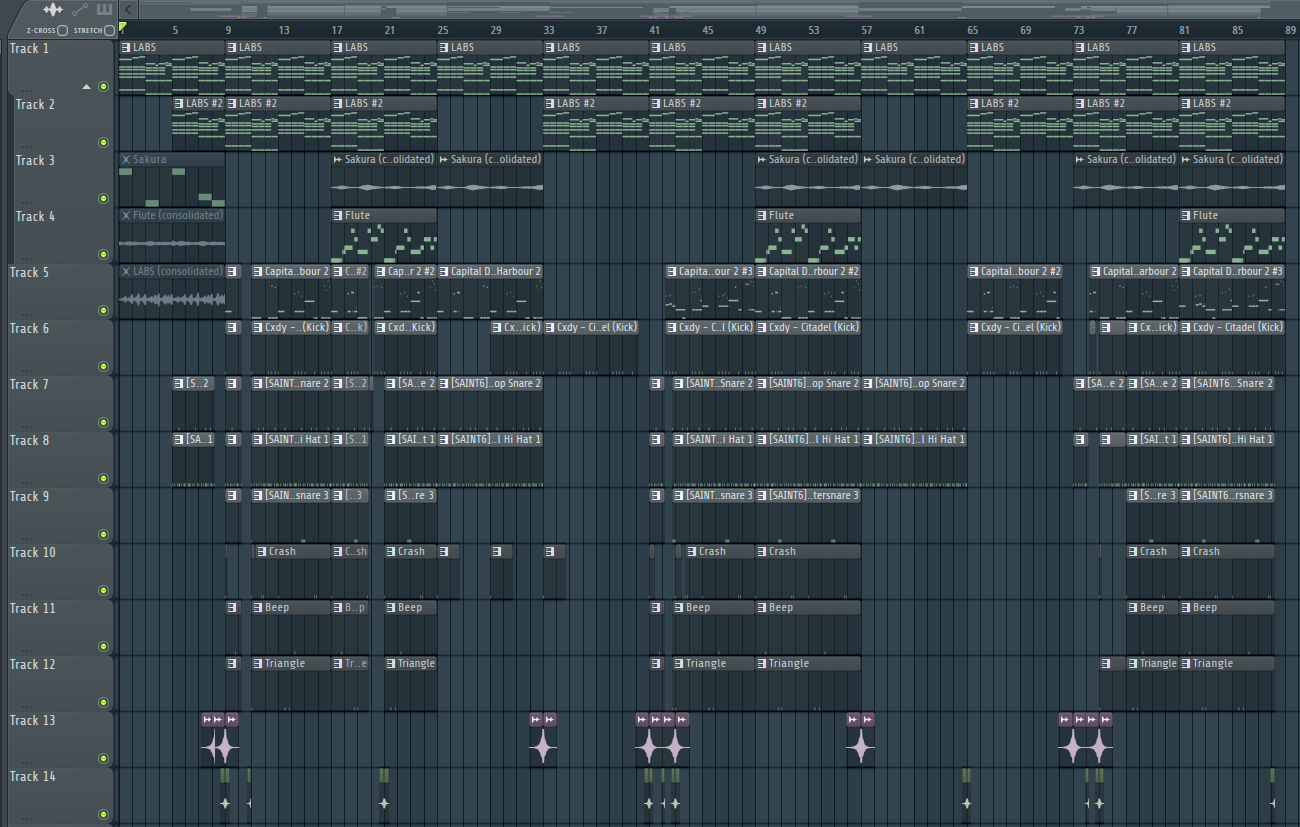 Z-CROSS STRETCH
1 5 9 13 17 21 25 29 33 37 41 45 49 53 57 61 65 69 73 77 81 85 89
Track 1 LABS LABS LABS LABS LABS LABS LABS LABS LABS LABS LABS
Track 2 LABS #2 LABS #2 LABS #2 LABS #2 LABS #2 LABS #2 LABS #2 LABS #2 LABS #2
Track 3 Sakura Sakura (c..olidated) Sakura (c..olidated) Sakura (c..olidated) Sakura (c..olidated) Sakura (c..olidated) Sakura (c..olidated)
Track 4 Flute (consolidated) Flute Flute Flute
Track 5 LABS (consolidated) Capita..bour 2 C..#2 Cap..r 2 #2 Capital D..Harbour 2 Capita..our 2 #3 Capital D..rbour 2 #2 Capital..bour 2 #2 Capital..arbour 2 Capital D..rbour 2 #3
Track 6 Cxdy -..(Kick) C..k) Cxd..Kick) Cx..ick) Cxdy - Ci..el (Kick) Cxdy - C..l (Kick) Cxdy - Citadel (Kick) Cxdy - Ci..el (Kick) Cx..ick) Cxdy - Citadel (Kick)
Track 7 [S..2 [SAINT..nare 2 [S..2 [SA..e 2 [SAINT6]..op Snare 2 [SAINT..Snare 2 [SAINT6]..op Snare 2 [SAINT6]..op Snare 2 [SA..e 2 [SA..e 2 [SAINT6..Snare 2
Track 8 [SA..1 [SAINT..i Hat 1 [S..1 [SAI..t 1 [SAINT6]..l Hi Hat 1 [SAINT..i Hat 1 [SAINT6]..l Hi Hat 1 [SAINT6]..l Hi Hat 1 [SAI..t 1 [SAINT6..Hi Hat 1
Track 9 [SAIN..snare 3 [..3 [S..re 3 [SAINT..snare 3 [SAINT6]..tersnare 3 [S..re 3 [SAINT6..rsnare 3
Track 10 Crash C..sh Crash Crash Crash Crash Crash
Track 11 Beep B..p Beep Beep Beep Beep Beep
Track 12 Triangle Tr..e Triangle Triangle Triangle Triangle Triangle
Track 13
Track 14